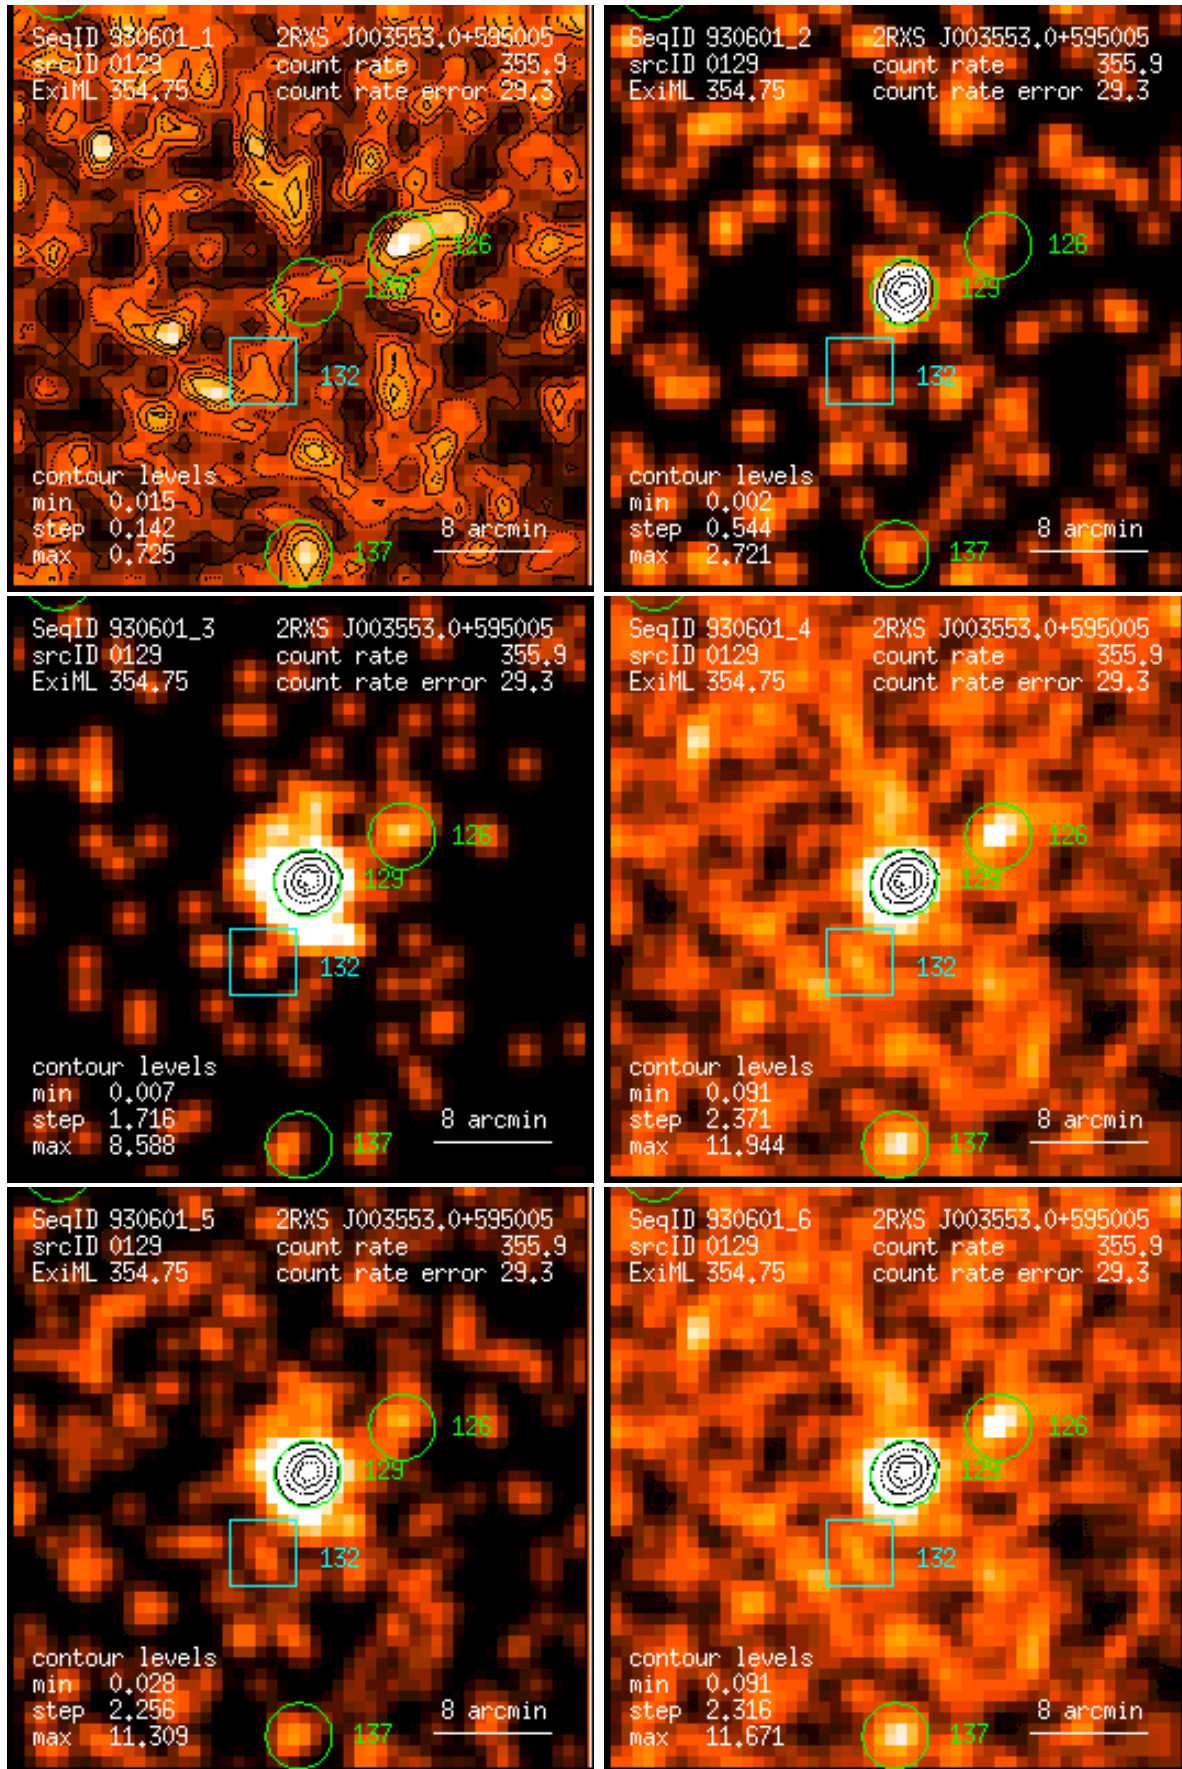 SeqID 930601_1 2RXS J003553.0+595005
srcID 0129 count rate 355.9
ExiML 354.75 count rate error 29.3
126
129
132
contour levels
min 0.015
step 0.142 8 arcmin
max 0.725 137
SeqID 930601_2 2RXS J003553.0+595005
srcID 0129 count rate 355.9
ExiML 354.75 count rate error 29.3
126
129
132
contour levels
min 0.002
step 0.544 8 arcmin
max 2.721 137
SeqID 930601_3 2RXS J003553.0+595005
srcID 0129 count rate 355.9
ExiML 354.75 count rate error 29.3
126
129
132
contour levels
min 0.007
step 1.716 8 arcmin
max 8.588 137
SeqID 930601_4 2RXS J003553.0+595005
srcID 0129 count rate 355.9
ExiML 354.75 count rate error 29.3
126
129
132
contour levels
min 0.091
step 2.371 8 arcmin
max 11.944 137
SeqID 930601_5 2RXS J003553.0+595005
srcID 0129 count rate 355.9
ExiML 354.75 count rate error 29.3
126
129
132
contour levels
min 0.028
step 2.256 8 arcmin
max 11.309 137
SeqID 930601_6 2RXS J003553.0+595005
srcID 0129 count rate 355.9
ExiML 354.75 count rate error 29.3
126
129
132
contour levels
min 0.091
step 2.316 8 arcmin
max 11.671 137